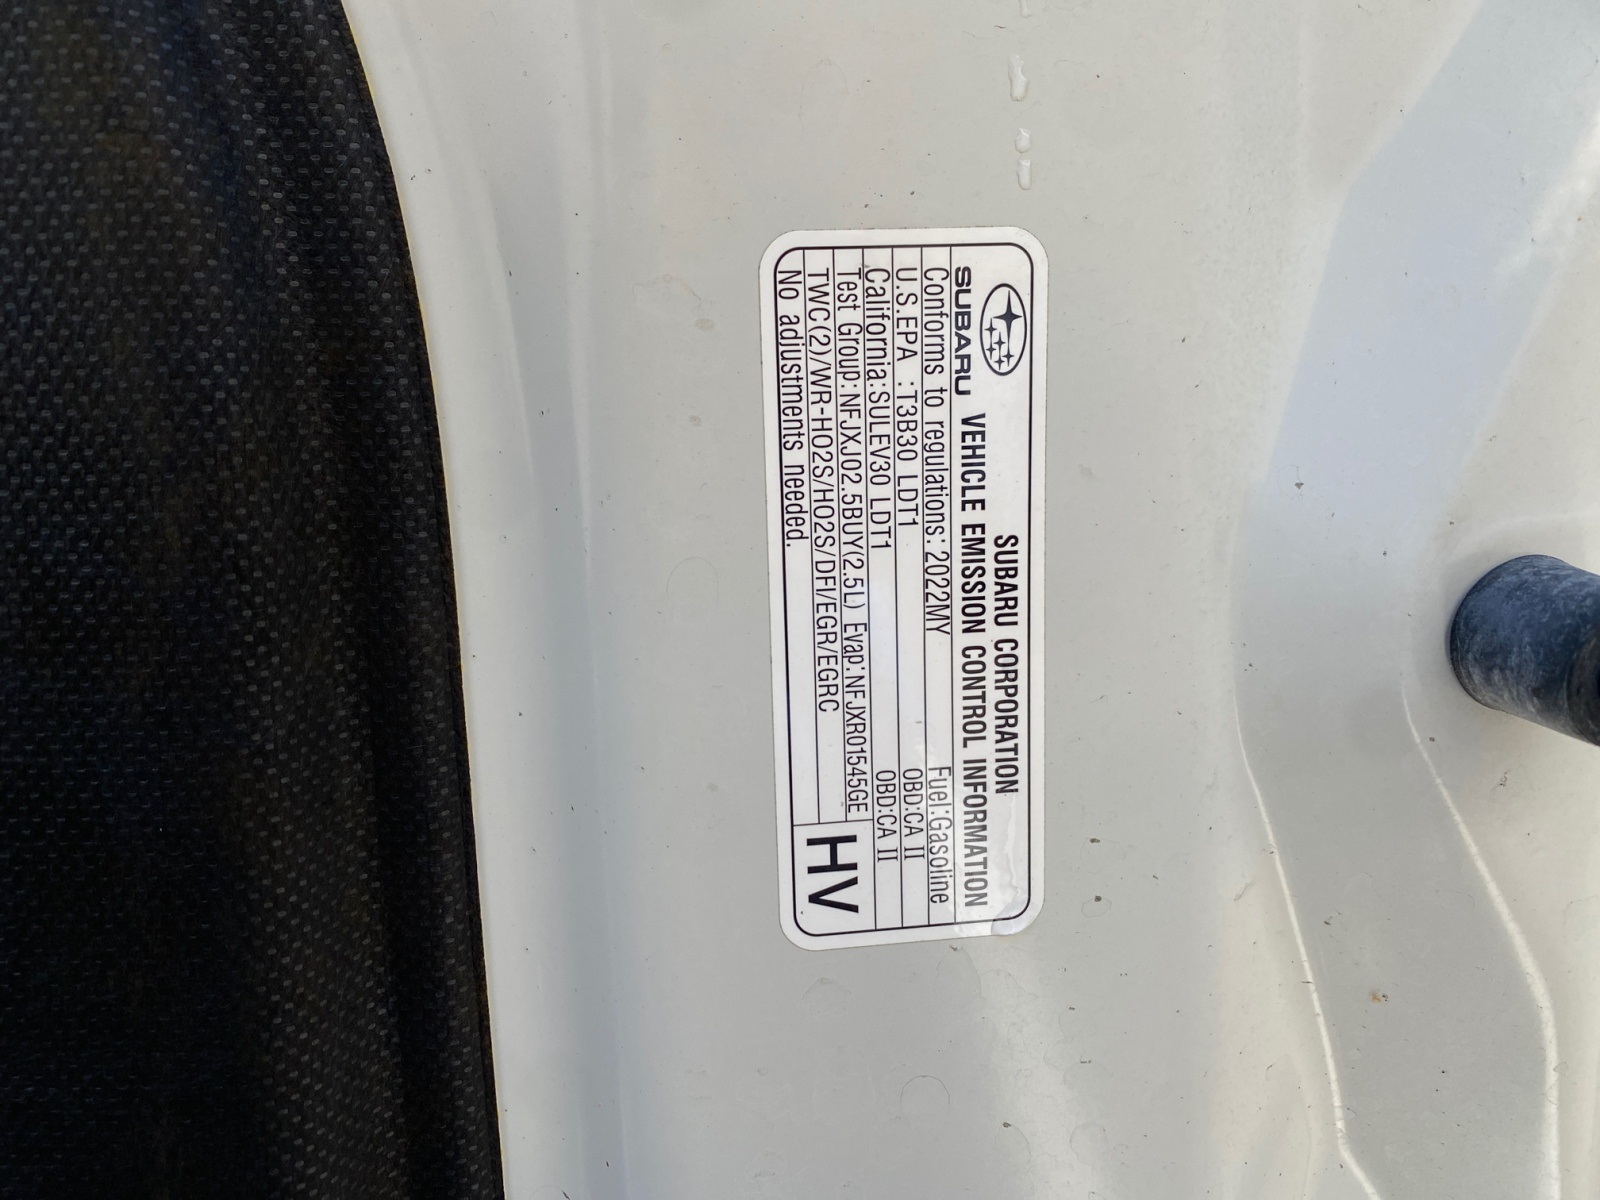 SUBARU
SUBARU CORPORATION
VEHICLE EMISSION CONTROL INFORMATION
Conforms to regulations: 2022MY Fuel:Gasoline
U.S.EPA :T3B30 LDT1 OBD:CA II
California:SULEV30 LDT1 OBD:CA II
Test Group:NFJXJ02.5BUY(2.5L) Evap:NFJXR01545GE
TWC(2)/WR-HO2S/HO2S/DFI/EGR/EGRC
No adjustments needed.
HV